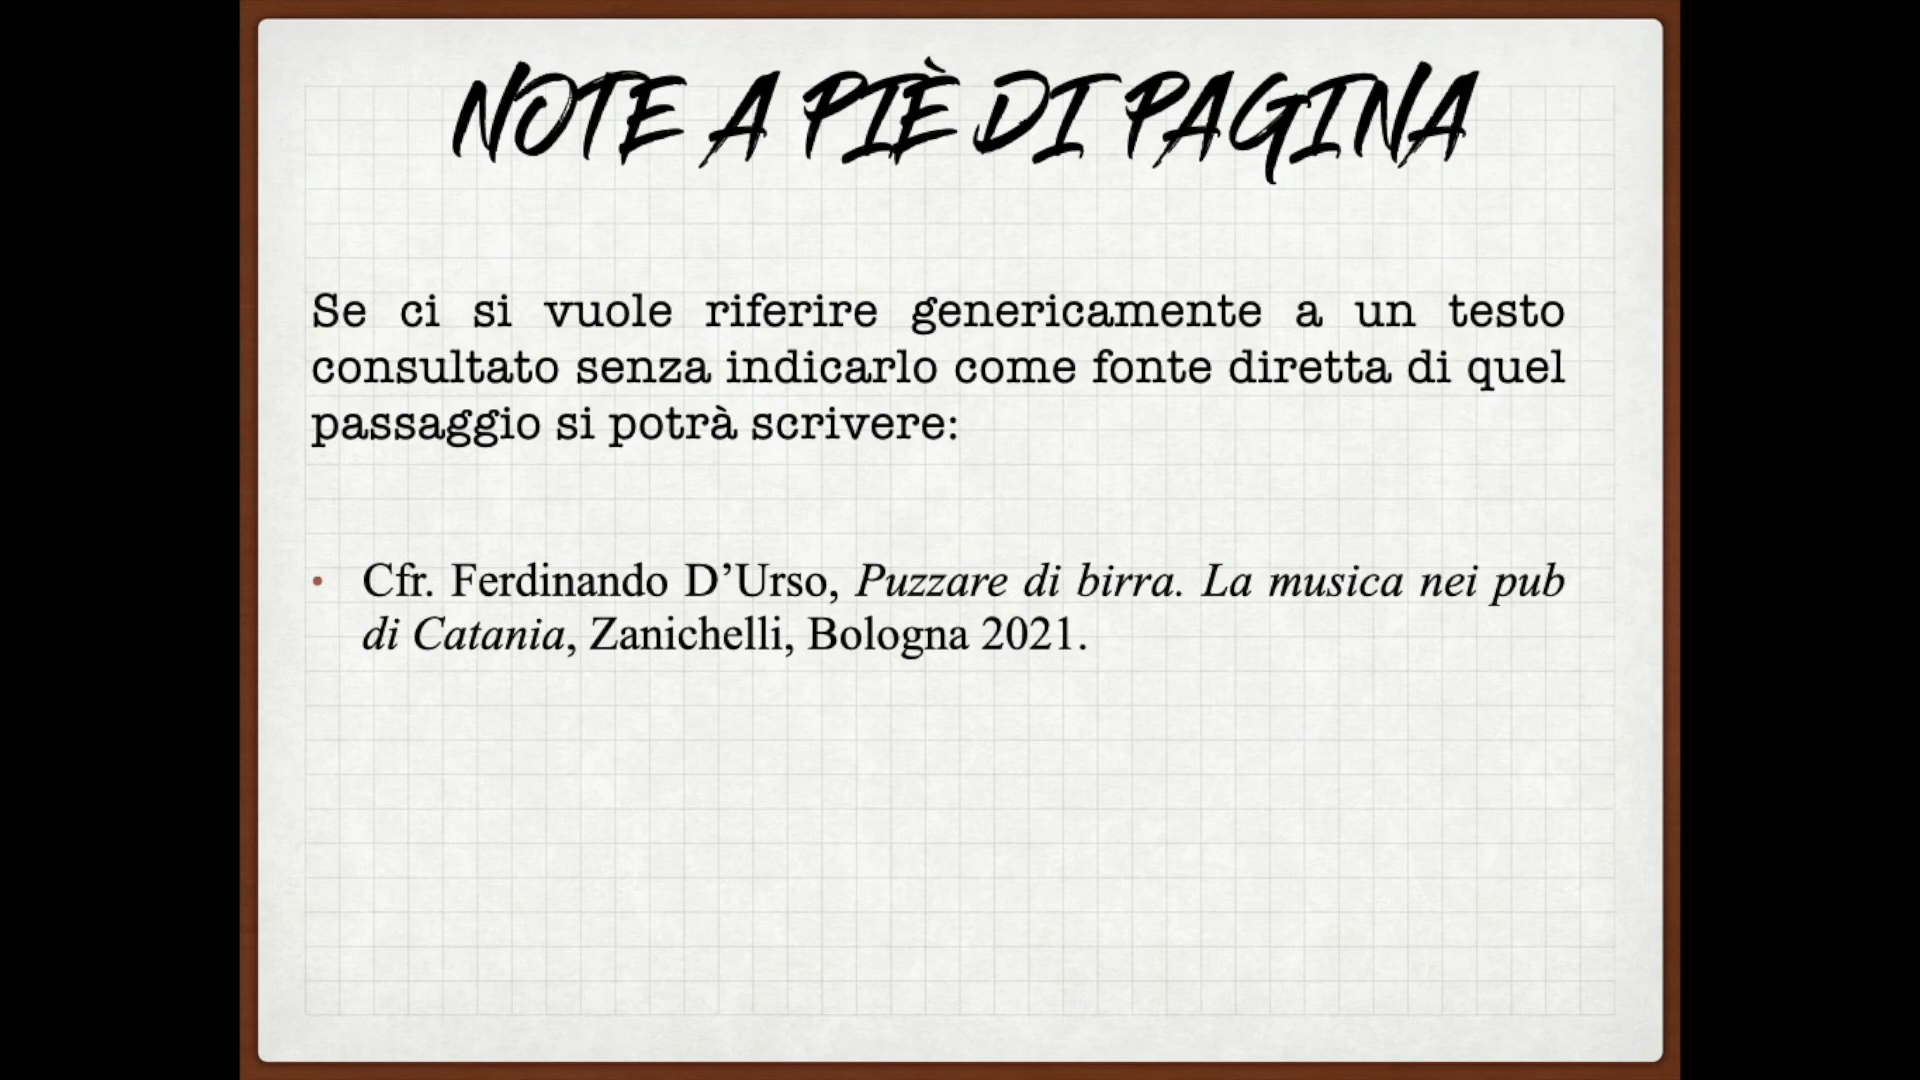 NOTE A PIÈ DI PAGINA
Se ci si vuole riferire genericamente a un testo
consultato senza indicarlo come fonte diretta di quel
passaggio si potrà scrivere:
• Cfr. Ferdinando D’Urso, Puzzare di birra. La musica nei pub
di Catania, Zanichelli, Bologna 2021.